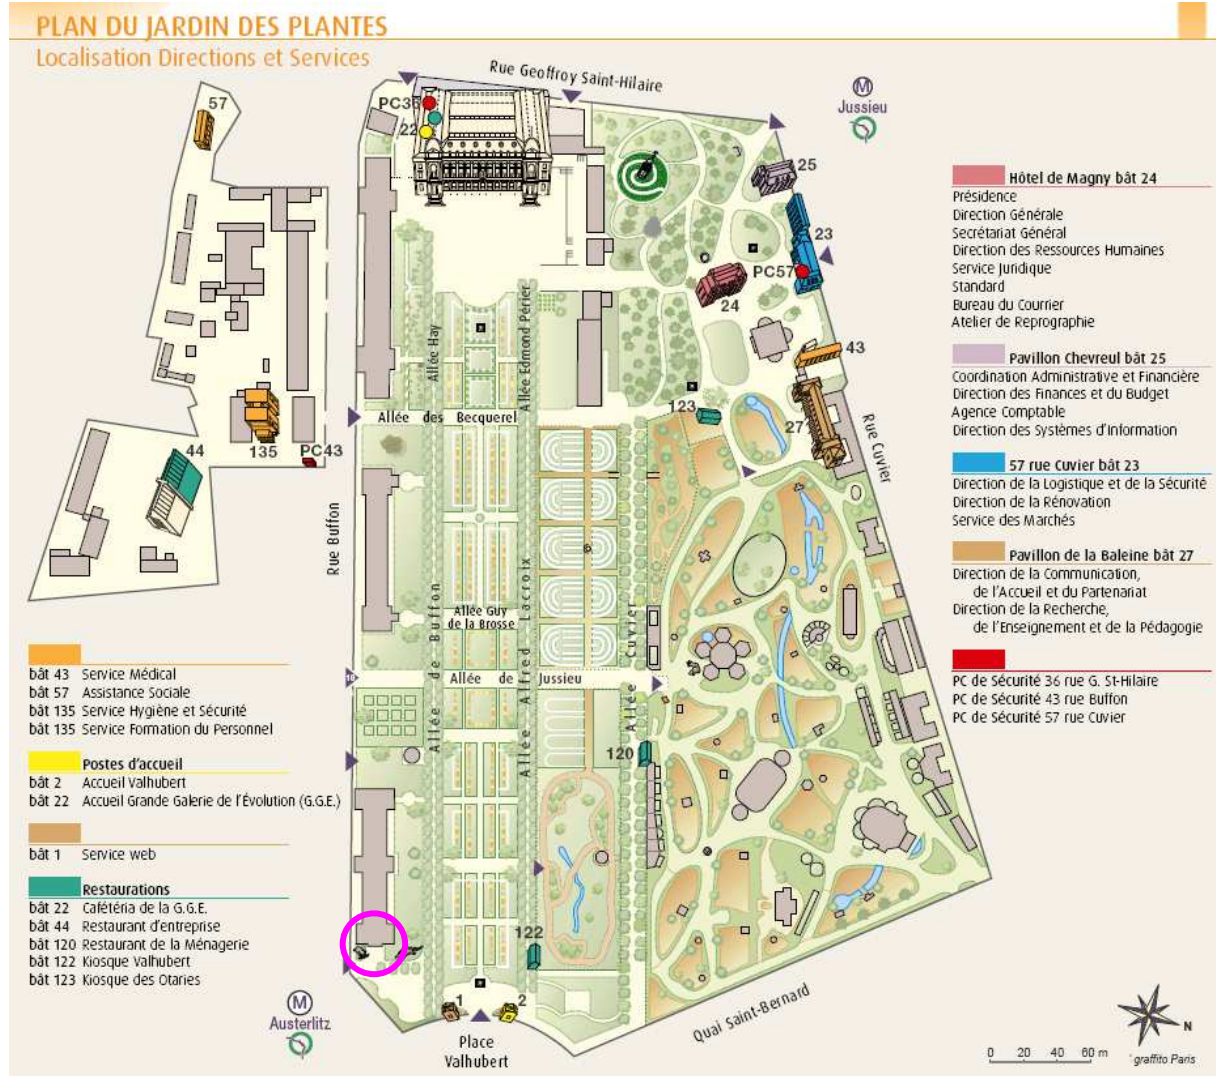 PLAN DU JARDIN DES PLANTES
Localisation Directions et Services
Rue Geoffroy Saint-Hilaire
M
Jussieu
57
PC36
22
25
23
PC57
24
43
123
27
Rue Cuvier
44
135
PC43
Rue Buffon
Allée Hay
Allée Edmond Périer
Allée des Becquerel
Allée de Buffon
Allée Alfred Lacroix
Allée Cuvier
Allée Guy
de la Brosse
Allée de Jussieu
18
120
122
1
2
M
Austerlitz
Place
Valhubert
Quai Saint-Bernard
Hôtel de Magny bât 24
Présidence
Direction Générale
Secrétariat Général
Direction des Ressources Humaines
Service Juridique
Standard
Bureau du Courrier
Atelier de Reprographie
Pavillon Chevreul bât 25
Coordination Administrative et Financière
Direction des Finances et du Budget
Agence Comptable
Direction des Systèmes d'Information
57 rue Cuvier bât 23
Direction de la Logistique et de la Sécurité
Direction de la Rénovation
Service des Marchés
Pavillon de la Baleine bât 27
Direction de la Communication,
de l'Accueil et du Partenariat
Direction de la Recherche,
de l'Enseignement et de la Pédagogie
PC de Sécurité 36 rue G. St-Hilaire
PC de Sécurité 43 rue Buffon
PC de Sécurité 57 rue Cuvier
bât 43 Service Médical
bât 57 Assistance Sociale
bât 135 Service Hygiène et Sécurité
bât 135 Service Formation du Personnel
Postes d'accueil
bât 2 Accueil Valhubert
bât 22 Accueil Grande Galerie de l'Évolution (G.G.E.)
bât 1 Service web
Restaurations
bât 22 Cafétéria de la G.G.E.
bât 44 Restaurant d'entreprise
bât 120 Restaurant de la Ménagerie
bât 122 Kiosque Valhubert
bât 123 Kiosque des Otaries
N
0 20 40 60 m
graffito Paris